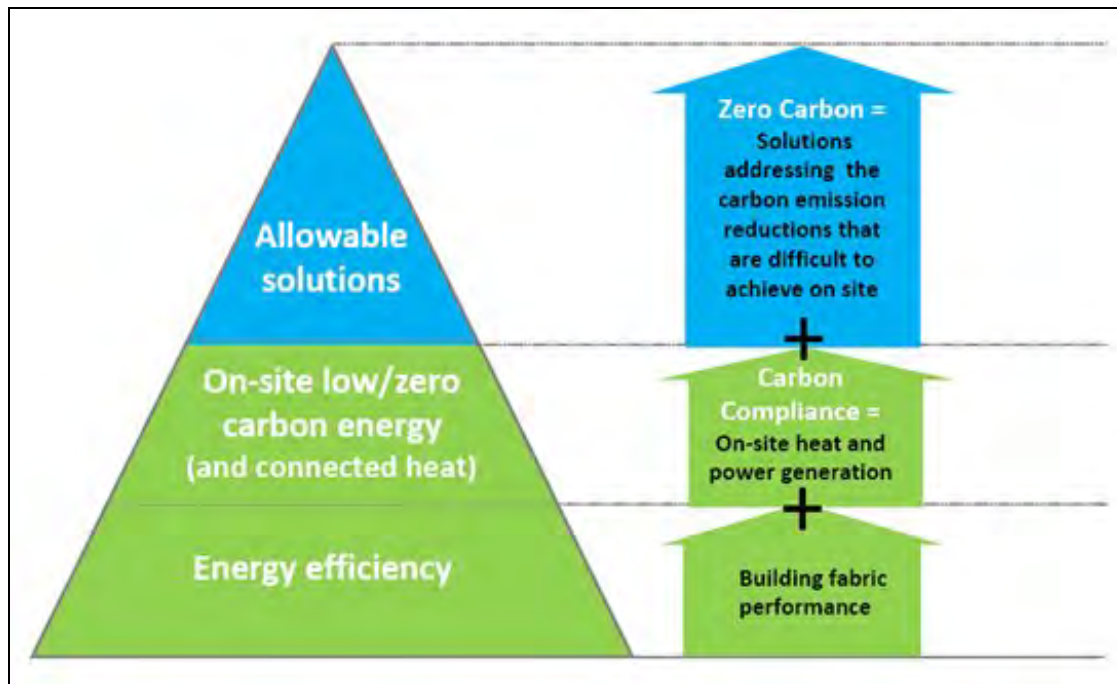 Allowable
solutions
On-site low/zero
carbon energy
(and connected heat)
Energy efficiency
Zero Carbon =
Solutions
addressing the
carbon emission
reductions that
are difficult to
achieve on site
+
Carbon
Compliance =
On-site heat and
power generation
+
Building fabric
performance